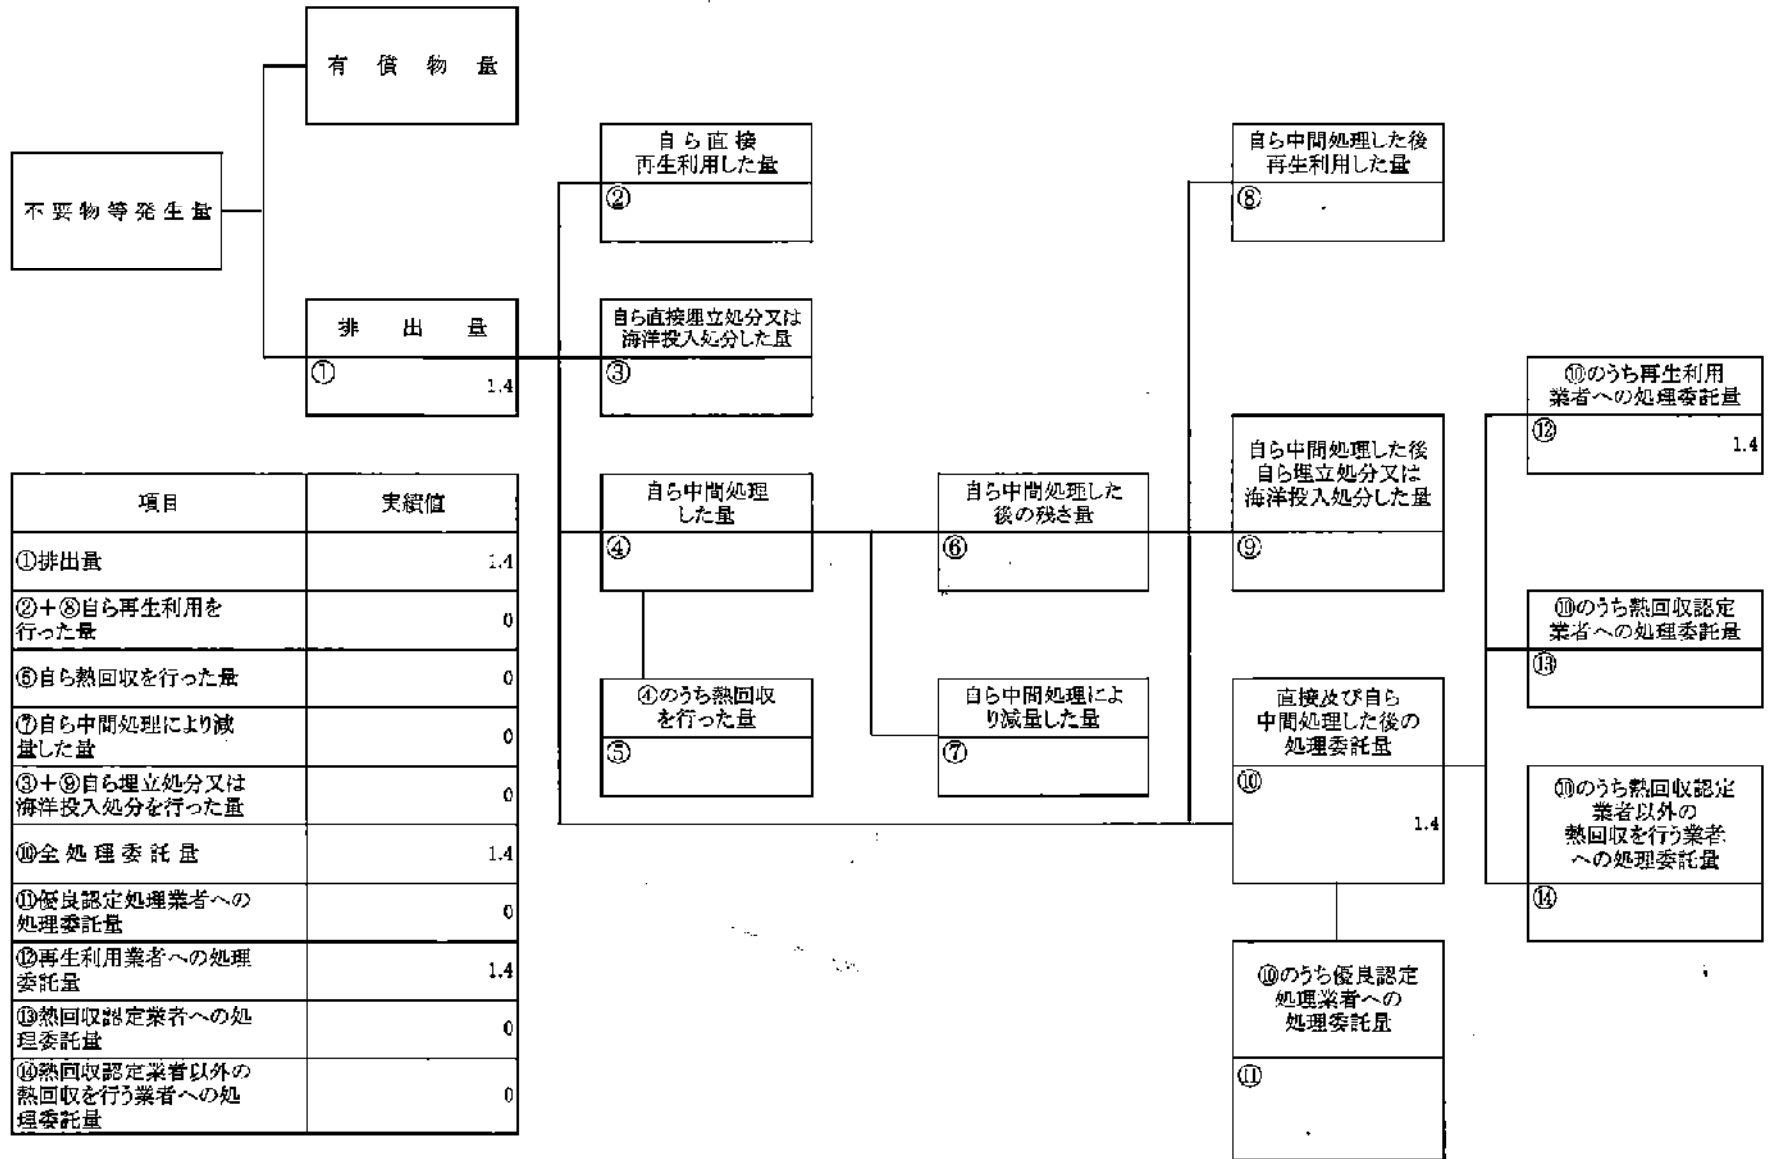 有償物量
不要物等発生量
排出量
①
1.4
自ら直接
再生利用した量
②
自ら直接埋立処分又は
海洋投入処分した量
③
自ら中間処理
した量
④
④のうち熱回収
を行った量
⑤
自ら中間処理した
後の残さ量
⑥
自ら中間処理によ
り減量した量
⑦
自ら中間処理した後
再生利用した量
⑧
自ら中間処理した後
自ら埋立処分又は
海洋投入処分した量
⑨
直接及び自ら
中間処理した後の
処理委託量
⑩
1.4
⑩のうち優良認定
処理業者への
処理委託量
⑪
⑩のうち再生利用
業者への処理委託量
⑫
1.4
⑩のうち熱回収認定
業者への処理委託量
⑬
⑩のうち熱回収認定
業者以外の
熱回収を行う業者
への処理委託量
⑭
項目 実績値
①排出量 1.4
②+⑧自ら再生利用を
行った量 0
⑤自ら熱回収を行った量 0
⑦自ら中間処理により減
量した量 0
③+⑨自ら埋立処分又は
海洋投入処分を行った量 0
⑩全処理委託量 1.4
⑪優良認定処理業者への
処理委託量 0
⑫再生利用業者への処理
委託量 1.4
⑬熱回収認定業者への処
理委託量 0
⑭熱回収認定業者以外の
熱回収を行う業者への処
理委託量 0